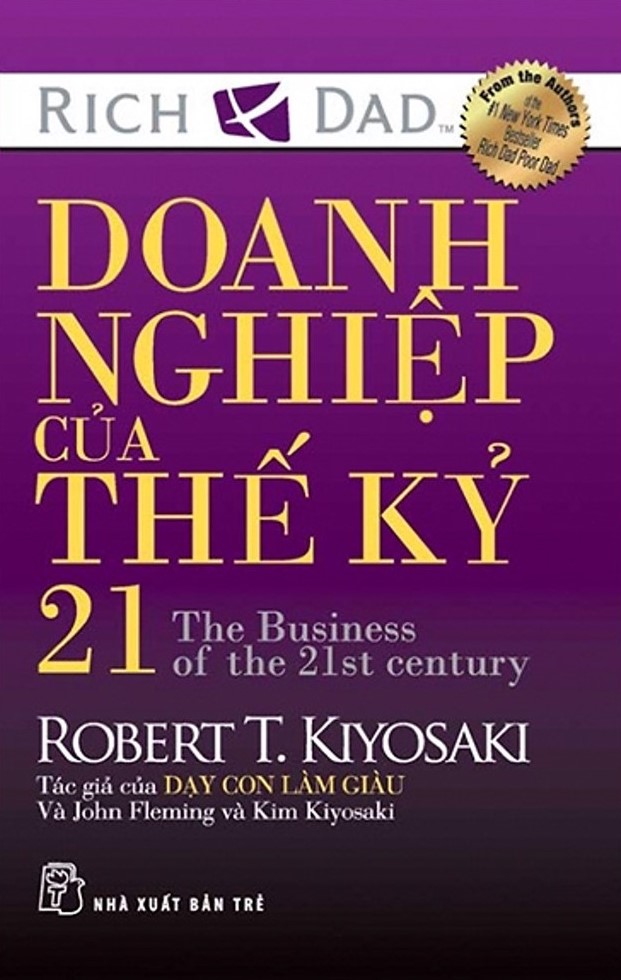 RICH DAD™
From the Authors
of the
#1 New York Times
Bestseller
Rich Dad Poor Dad
DOANH
NGHIỆP
CỦA
THẾ KỶ
21
The Business
of the 21st century
ROBERT T. KIYOSAKI
Tác giả của DẠY CON LÀM GIÀU
Và John Fleming và Kim Kiyosaki
NHÀ XUẤT BẢN TRẺ